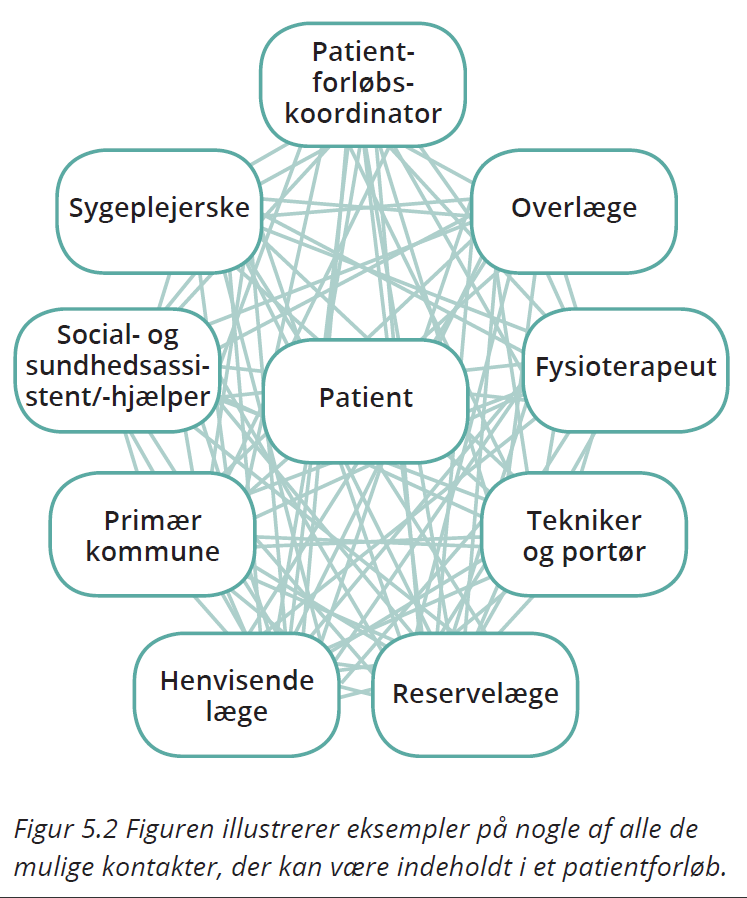 Patient-
forløbs-
koordinator
Sygeplejerske
Overlæge
Social- og
sundhedsassi-
stent/-hjælper
Patient
Fysioterapeut
Primær
kommune
Tekniker
og portør
Henvisende
læge
Reservelæge
Figur 5.2 Figuren illustrerer eksempler på nogle af alle de
mulige kontakter, der kan være indeholdt i et patientforløb.